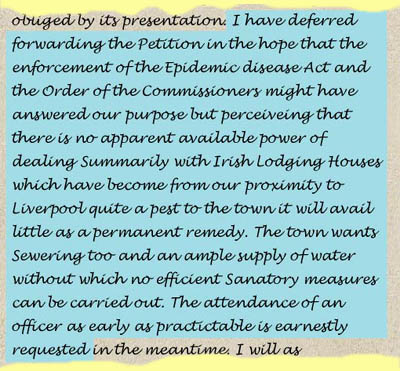 obliged by its presentation. I have deferred
forwarding the Petition in the hope that the
enforcement of the Epidemic disease Act and
the Order of the Commissioners might have
answered our purpose but perceiveing that
there is no apparent available power of
dealing Summarily with Irish Lodging Houses
which have become from our proximity to
Liverpool quite a pest to the town it will avail
little as a permanent remedy. The town wants
Sewering too and an ample supply of water
without which no efficient Sanatory measures
can be carried out. The attendance of an
officer as early as practictable is earnestly
requested in the meantime. I will as